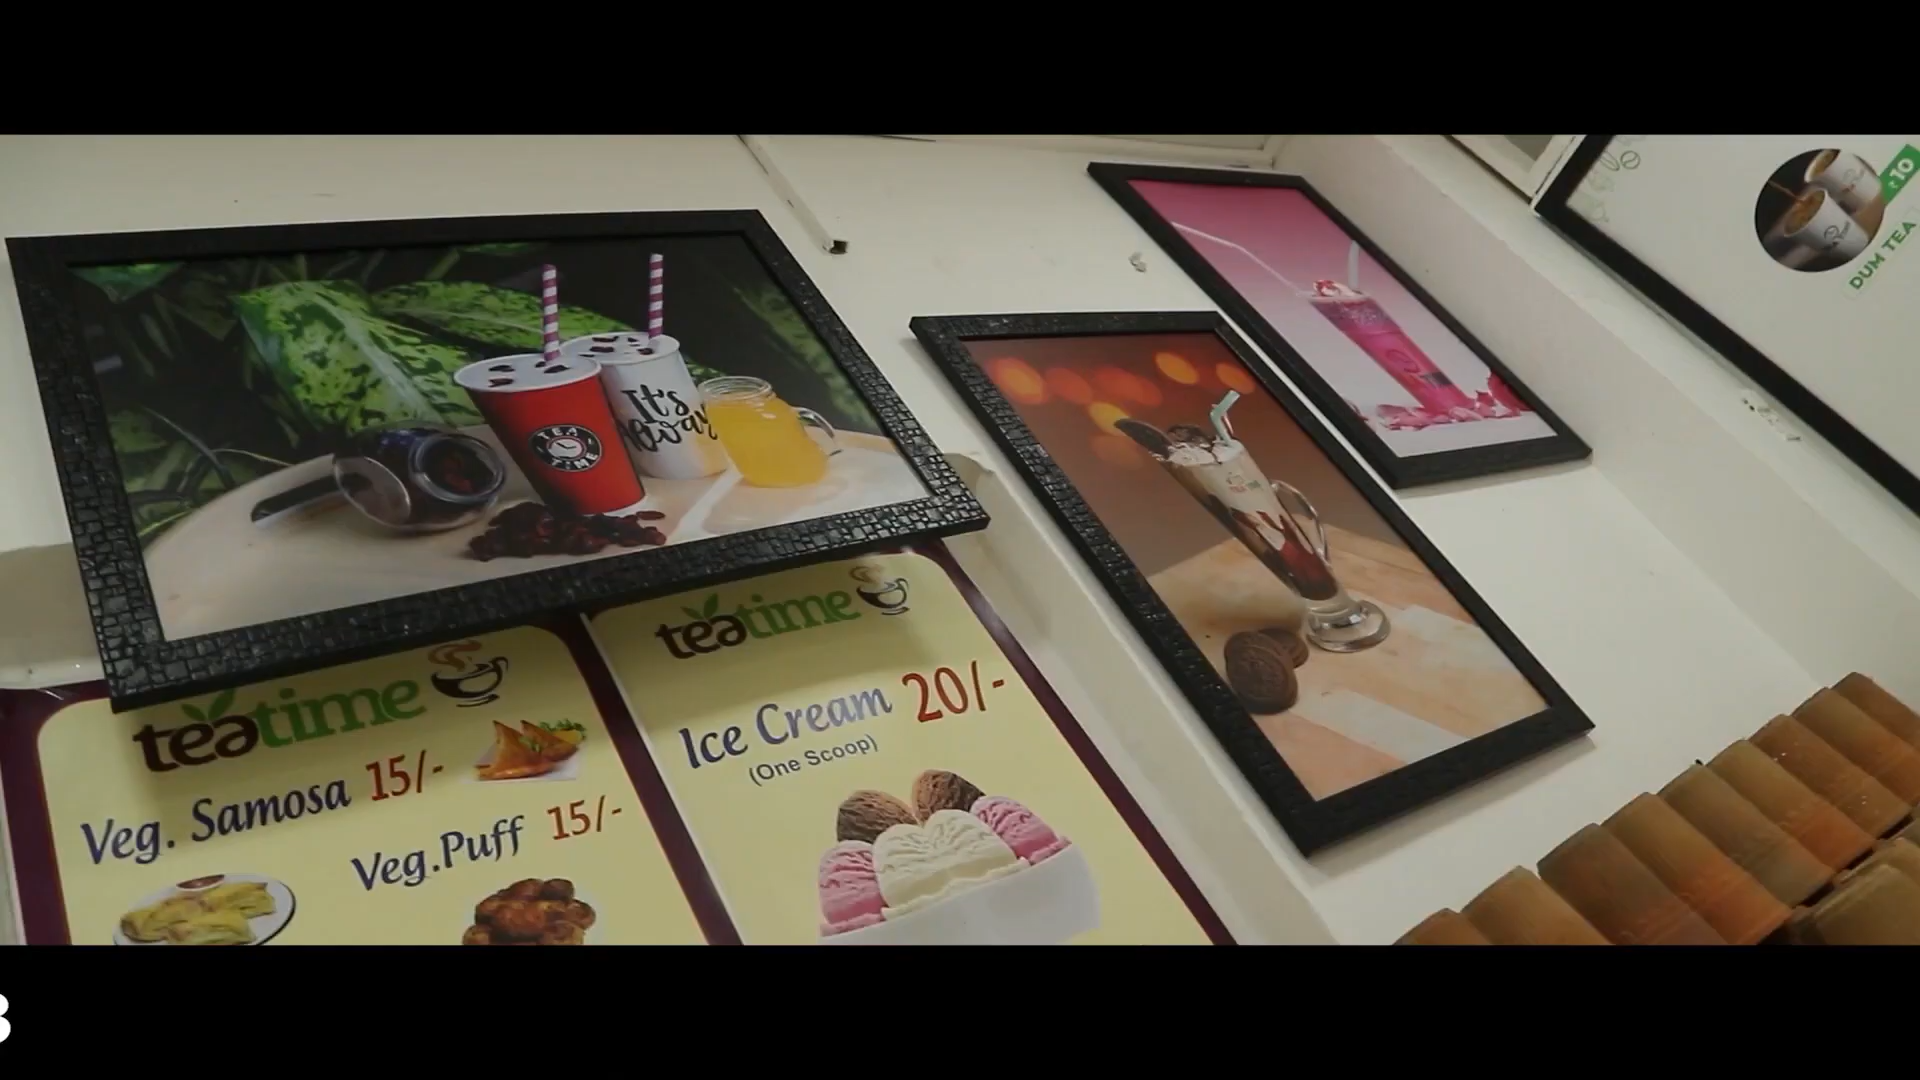 TEA
TIME
It's
₹10
DUM TEA
teatime
Veg. Samosa 15/-
Veg.Puff 15/-
teatime
Ice Cream 20/-
(One Scoop)